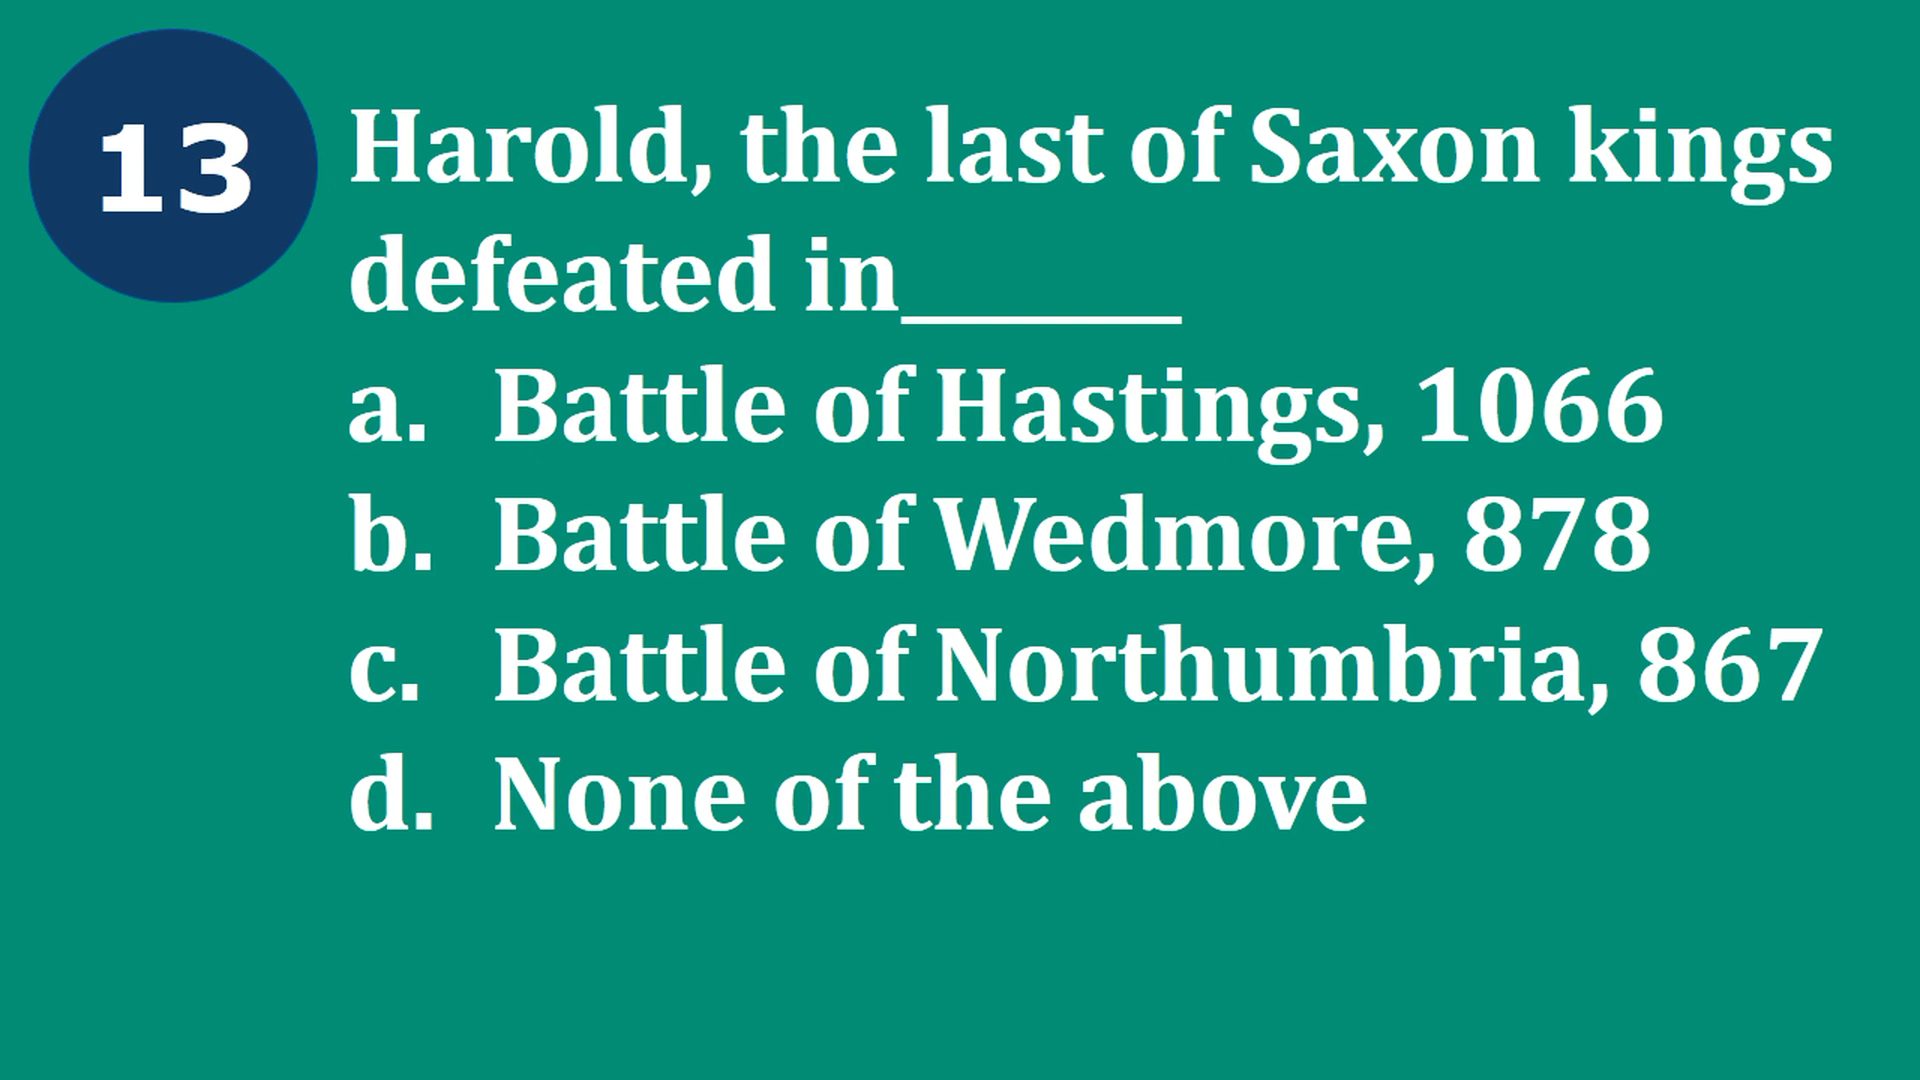 13
Harold, the last of Saxon kings
defeated in______
a. Battle of Hastings, 1066
b. Battle of Wedmore, 878
c. Battle of Northumbria, 867
d. None of the above